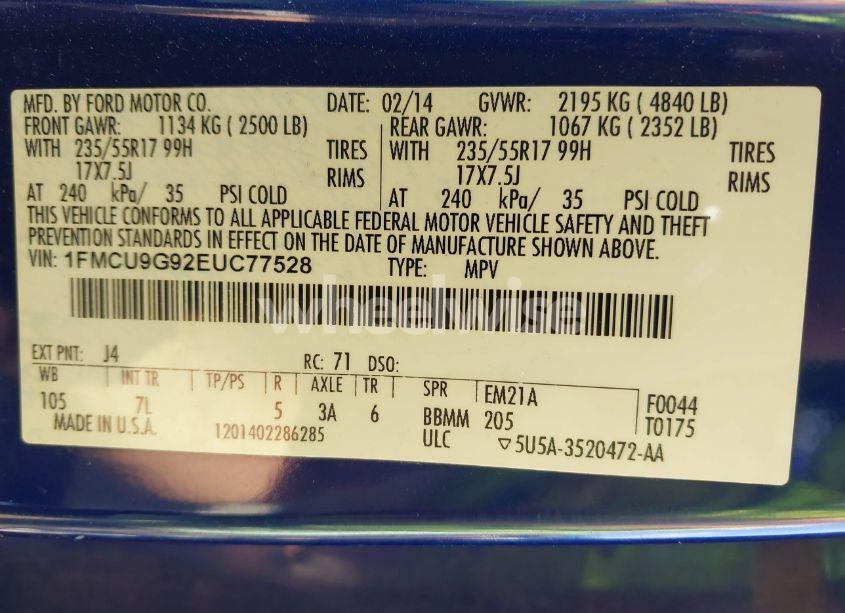 MFD. BY FORD MOTOR CO. DATE: 02/14 GVWR: 2195 KG ( 4840 LB)
FRONT GAWR: 1134 KG ( 2500 LB) REAR GAWR: 1067 KG ( 2352 LB)
WITH 235/55R17 99H TIRES WITH 235/55R17 99H TIRES
17X7.5J RIMS 17X7.5J RIMS
AT 240 kPa/ 35 PSI COLD AT 240 kPa/ 35 PSI COLD
THIS VEHICLE CONFORMS TO ALL APPLICABLE FEDERAL MOTOR VEHICLE SAFETY AND THEFT
PREVENTION STANDARDS IN EFFECT ON THE DATE OF MANUFACTURE SHOWN ABOVE.
VIN: 1FMCU9G92EUC77528 TYPE: MPV
wheelwise
EXT PNT: J4 RC: 71 DSO:
WB INT TR TP/PS R AXLE TR SPR EM21A F0044
105 7L 5 3A 6 BBMM 205 T0175
MADE IN U.S.A. 1201402286285 ULC ▽5U5A-3520472-AA